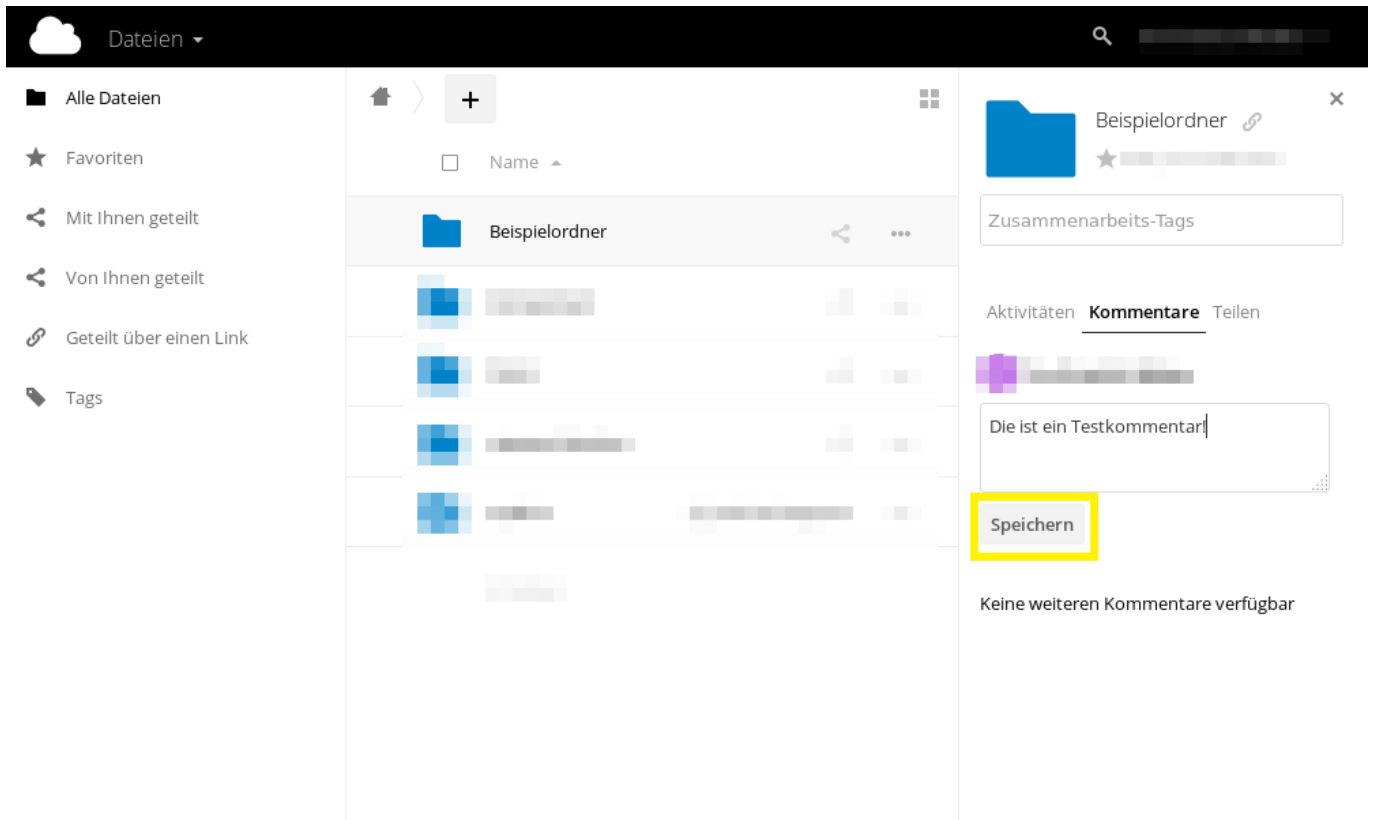 Dateien
Alle Dateien
Favoriten
Mit Ihnen geteilt
Von Ihnen geteilt
Geteilt über einen Link
Tags
Name
Beispielordner
Beispielordner
Zusammenarbeits-Tags
Aktivitäten Kommentare Teilen
Die ist ein Testkommentar!
Speichern
Keine weiteren Kommentare verfügbar